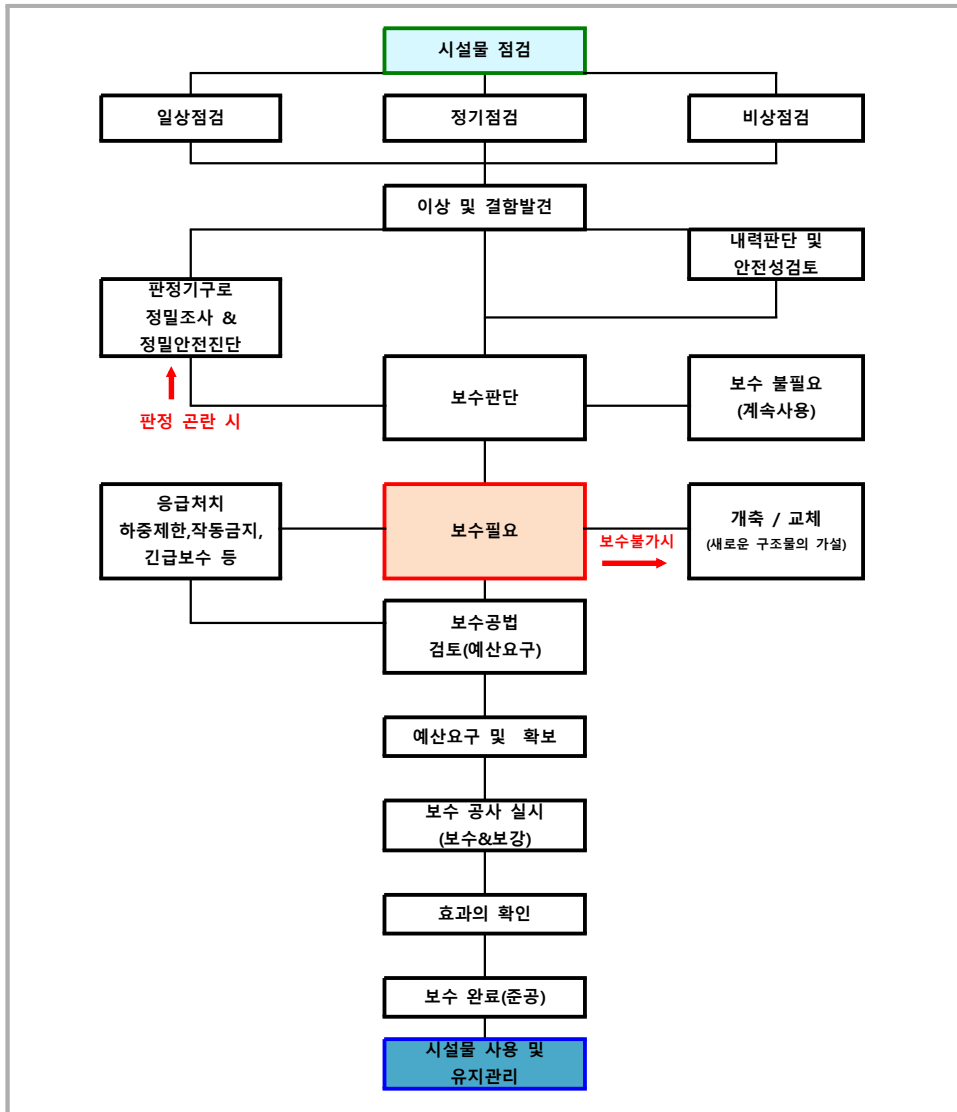 시설물 점검
일상점검
정기점검
비상점검
이상 및 결함발견
내력판단 및
안전성검토
판정기구로
정밀조사 &
정밀안전진단
판정 곤란 시
보수판단
보수 불필요
(계속사용)
응급처치
하중제한,작동금지,
긴급보수 등
보수필요
보수불가시
개축 / 교체
(새로운 구조물의 가설)
보수공법
검토(예산요구)
예산요구 및 확보
보수 공사 실시
(보수&보강)
효과의 확인
보수 완료(준공)
시설물 사용 및
유지관리